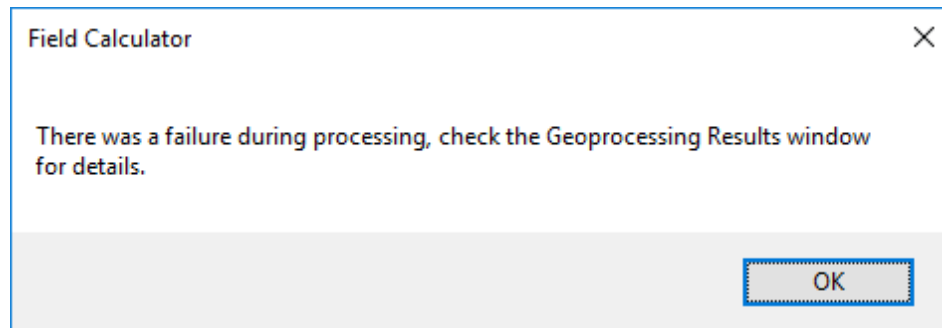 Field Calculator
There was a failure during processing, check the Geoprocessing Results window
for details.
OK